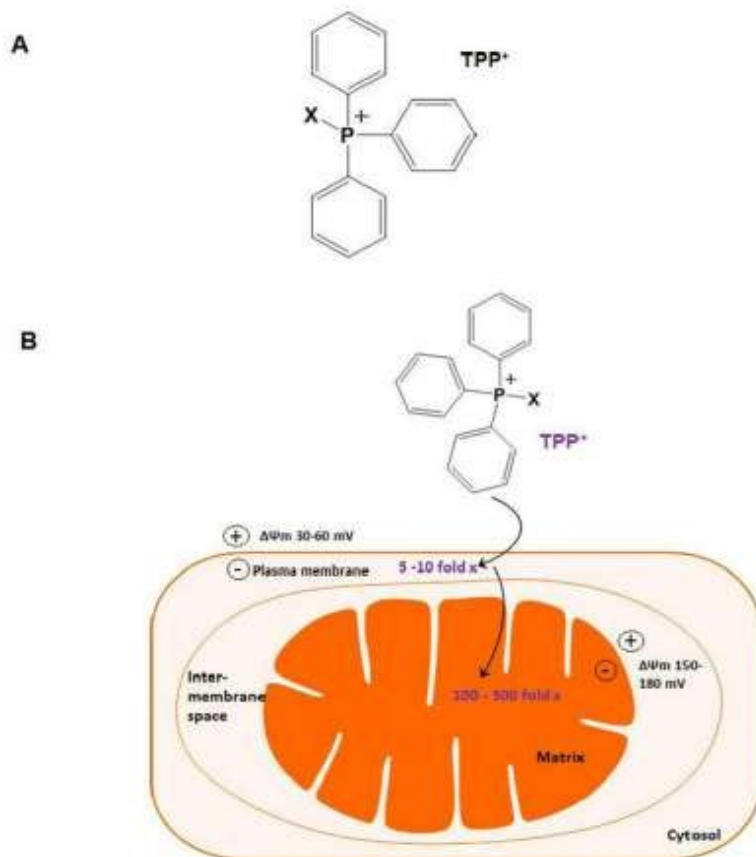 A
TPP+
X
P
+
B
+
P
X
TPP+
+ ΔΨm 30-60 mV
- Plasma membrane 5 -10 fold x
+
-
ΔΨm 150-
180 mV
Inter-
membrane
space
100 - 500 fold x
Matrix
Cytosol